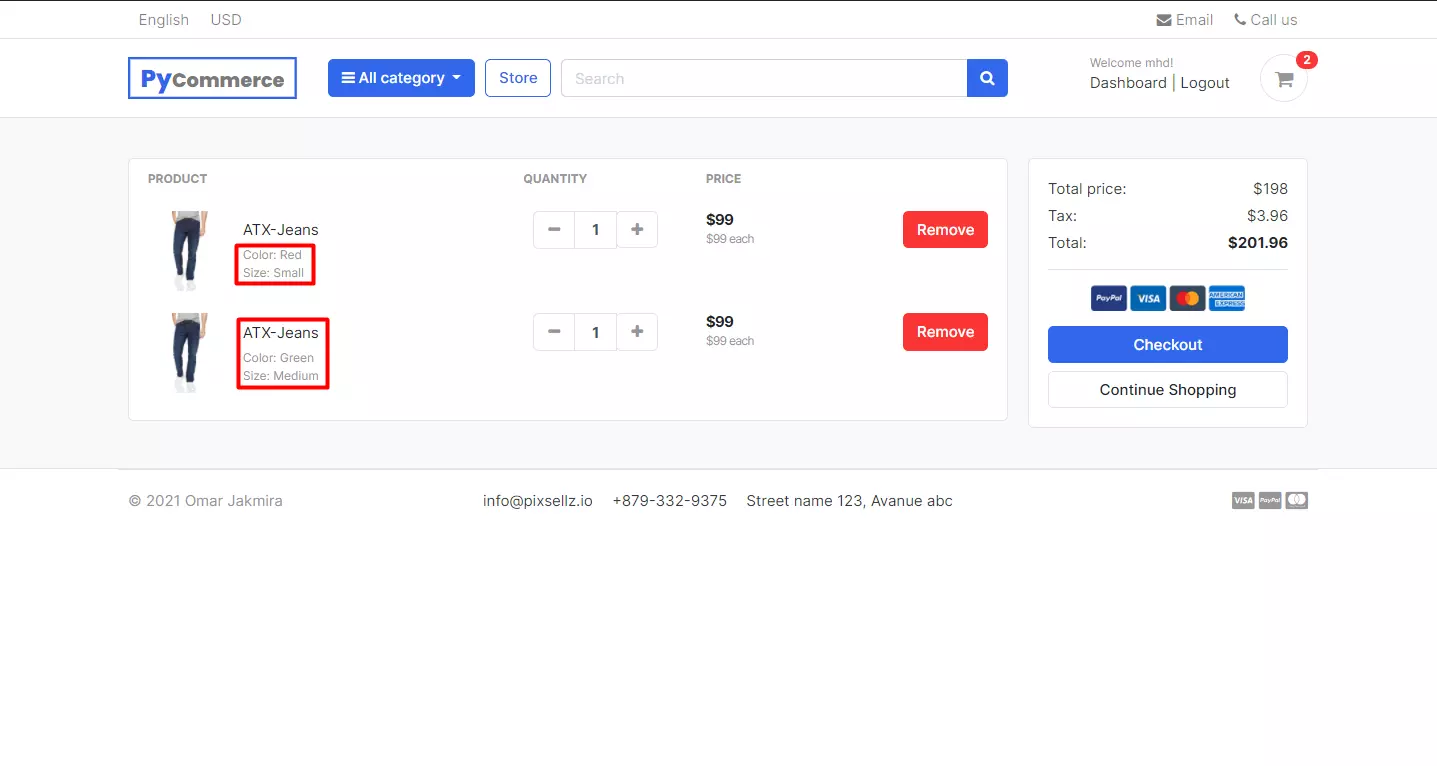 English USD Email Call us
PyCommerce All category Store Search Welcome mhd! 2
Dashboard | Logout
PRODUCT QUANTITY PRICE
ATX-Jeans
Color: Red
Size: Small
− 1 +
$99
$99 each
Remove
ATX-Jeans
Color: Green
Size: Medium
− 1 +
$99
$99 each
Remove
Total price: $198
Tax: $3.96
Total: $201.96
PayPal VISA AMERICAN EXPRESS
Checkout
Continue Shopping
© 2021 Omar Jakmira info@pixsellz.io +879-332-9375 Street name 123, Avanue abc VISA PayPal